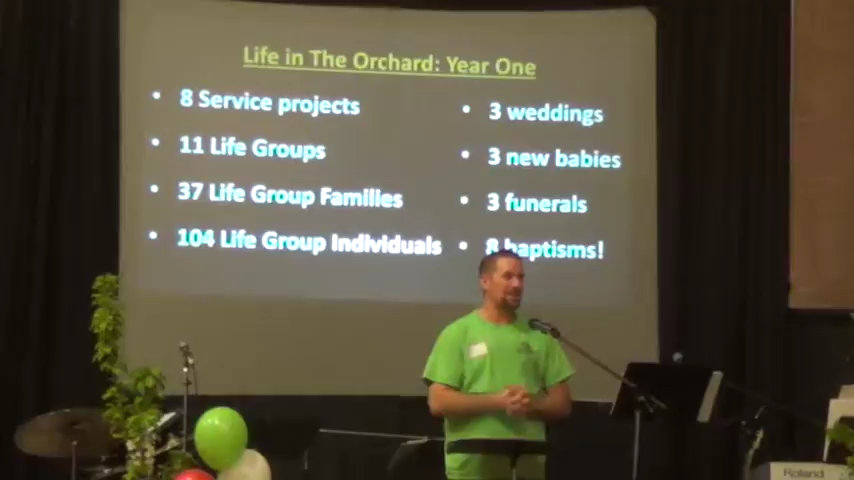 Life in The Orchard: Year One
• 8 Service projects
• 11 Life Groups
• 37 Life Group Families
• 104 Life Group Individuals
• 3 weddings
• 3 new babies
• 3 funerals
• 8 baptisms!
Roland